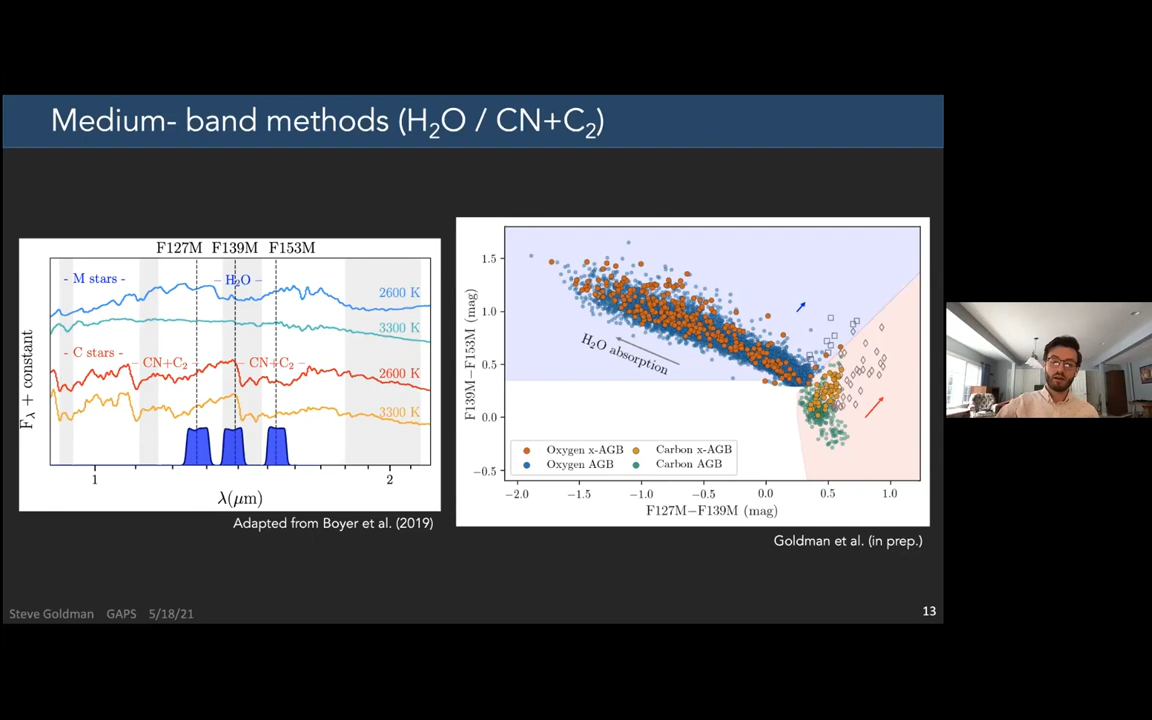 Medium- band methods (H₂O / CN+C₂)
F127M F139M F153M
- M stars -
- H₂O -
2600 K
3300 K
- C stars -
- CN+C₂ -
- CN+C₂ -
2600 K
3300 K
Fλ + constant
1 2
λ(μm)
Adapted from Boyer et al. (2019)
1.5
1.0
0.5
0.0
−0.5
F139M−F153M (mag)
H₂O absorption
Oxygen x-AGB
Oxygen AGB
Carbon x-AGB
Carbon AGB
−2.0 −1.5 −1.0 −0.5 0.0 0.5 1.0
F127M−F139M (mag)
Goldman et al. (in prep.)
Steve Goldman GAPS 5/18/21
13